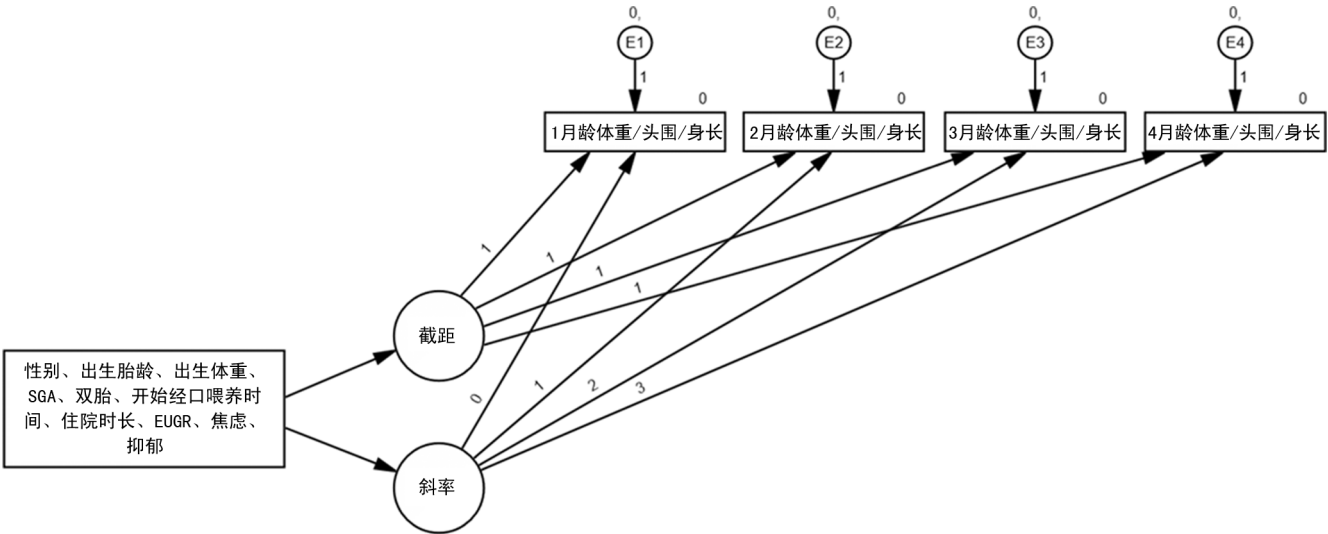 0, 0, 0, 0,
E1 E2 E3 E4
1 1 1 1
0 0 0 0
1月龄体重/头围/身长 2月龄体重/头围/身长 3月龄体重/头围/身长 4月龄体重/头围/身长
1 1 1 1
截距
性别、出生胎龄、出生体重、
SGA、双胎、开始经口喂养时
间、住院时长、EUGR、焦虑、
抑郁
0 1 2 3
斜率